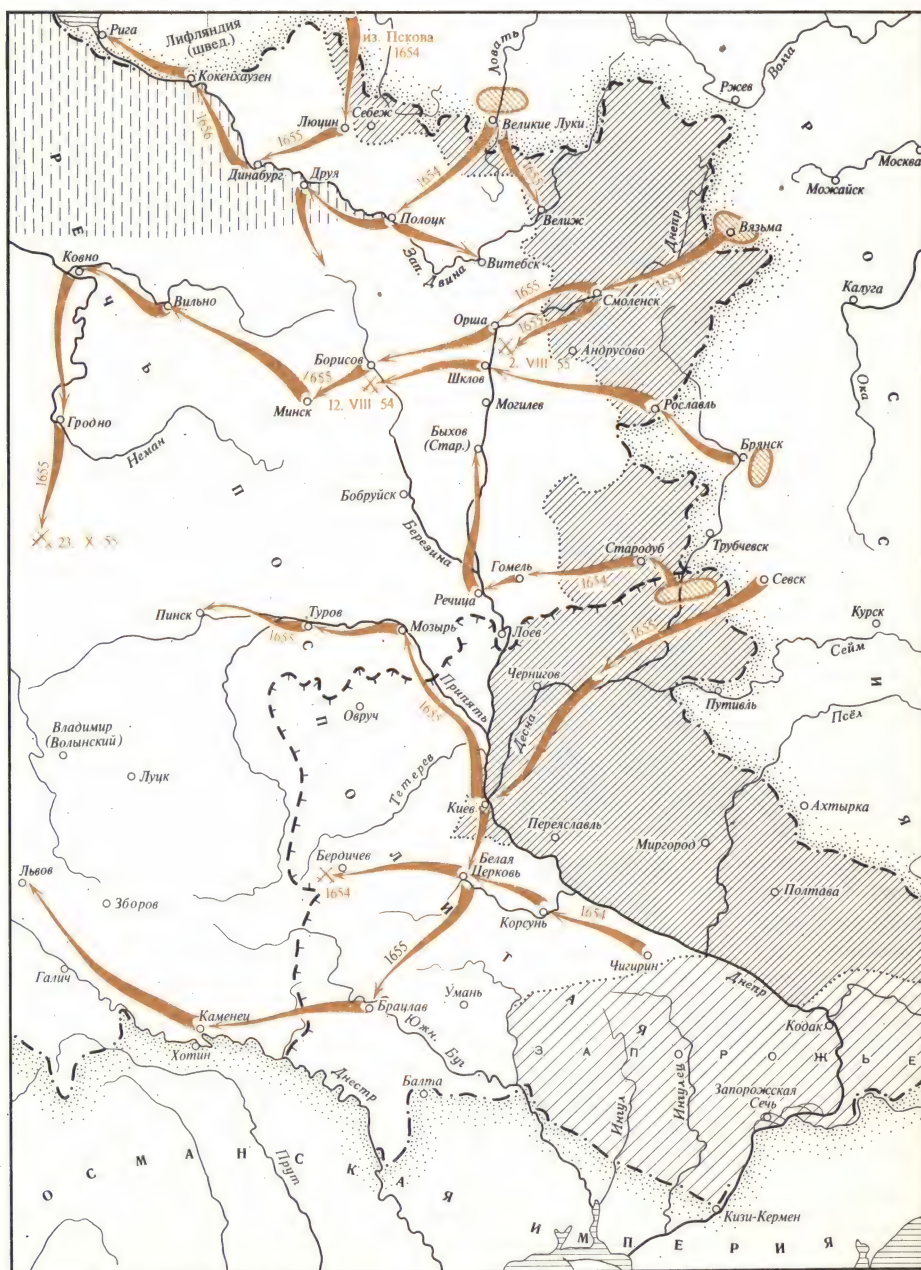 Рига
Лифляндия
(швед.)
из Пскова
1654
Ловать
Ржев
Волга
Кокенхаузен
Себеж
Люцин
Великие Луки
Р
Москва
Можайск
1656
1655
Динабург
Друя
1654
1655
Полоцк
Велиж
Днепр
Вязьма
Р
Е
Зап.
Двина
Витебск
1654
О
Ковно
Ч
Вильно
1655
Смоленск
Калуга
Орша
1655
Андрусово
2. VIII 55
Борисов
Шклов
Ь
1655
Минск
12. VIII 54
Могилев
Рославль
Ока
С
Гродно
Неман
Быхов
(Стар.)
Брянск
1655
П
Бобруйск
С
23. X 55
О
Березина
Трубчевск
Гомель
1654
Стародуб
Севск
Речица
Пинск
Туров
1655
С
Мозырь
Лоев
1655
Курск
Сейм
И
Припять
Чернигов
Путивль
Псёл
П
Овруч
1655
Десна
Владимир
(Волынский)
Луцк
О
Тетерев
Киев
Переяславль
Миргород
Ахтырка
Я
Бердичев
Л
Белая
Церковь
1654
Львов
Зборов
И
Корсунь
1654
Полтава
1655
Т
Чигирин
Галич
Умань
Днепр
Брацлав
А
Каменец
Южн.
Буг
Я
Кодак
Хотин
З А П О Р О Ж Ь Е
Днестр
Балта
Ингул
Ингулец
Запорожская
Сечь
ОСМАНСКАЯ
Прут
Кизи-Кермен
ИМПЕРИЯ